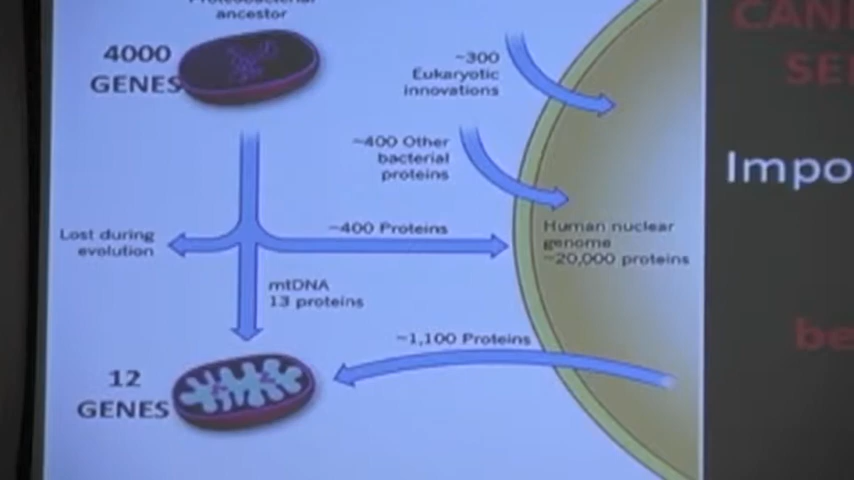 ancestor
4000
GENES
~300
Eukaryotic
innovations
~400 Other
bacterial
proteins
Lost during
evolution
~400 Proteins
Human nuclear
genome
~20,000 proteins
mtDNA
13 proteins
~1,100 Proteins
12
GENES
CAN
SE
Impo
be